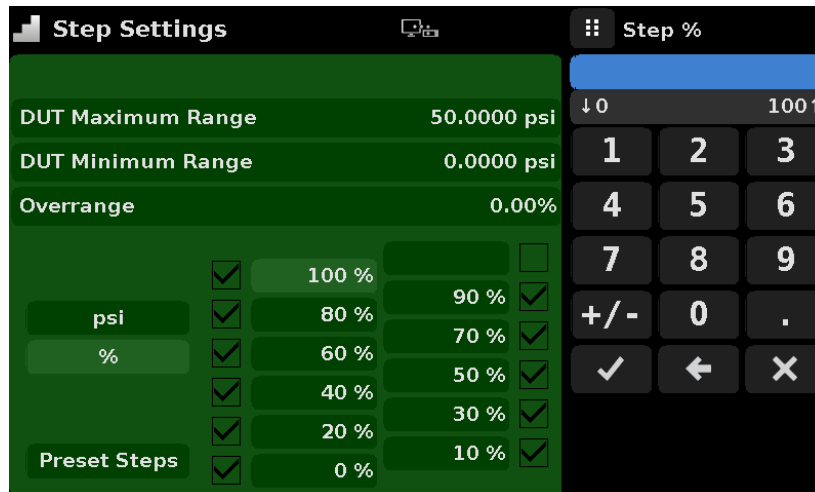 Step Settings
DUT Maximum Range 50.0000 psi
DUT Minimum Range 0.0000 psi
Overrange 0.00%
100 %
90 %
psi
80 %
70 %
%
60 %
50 %
40 %
30 %
20 %
10 %
Preset Steps
0 %
Step %
↓0 100↑
1 2 3
4 5 6
7 8 9
+/- 0 .